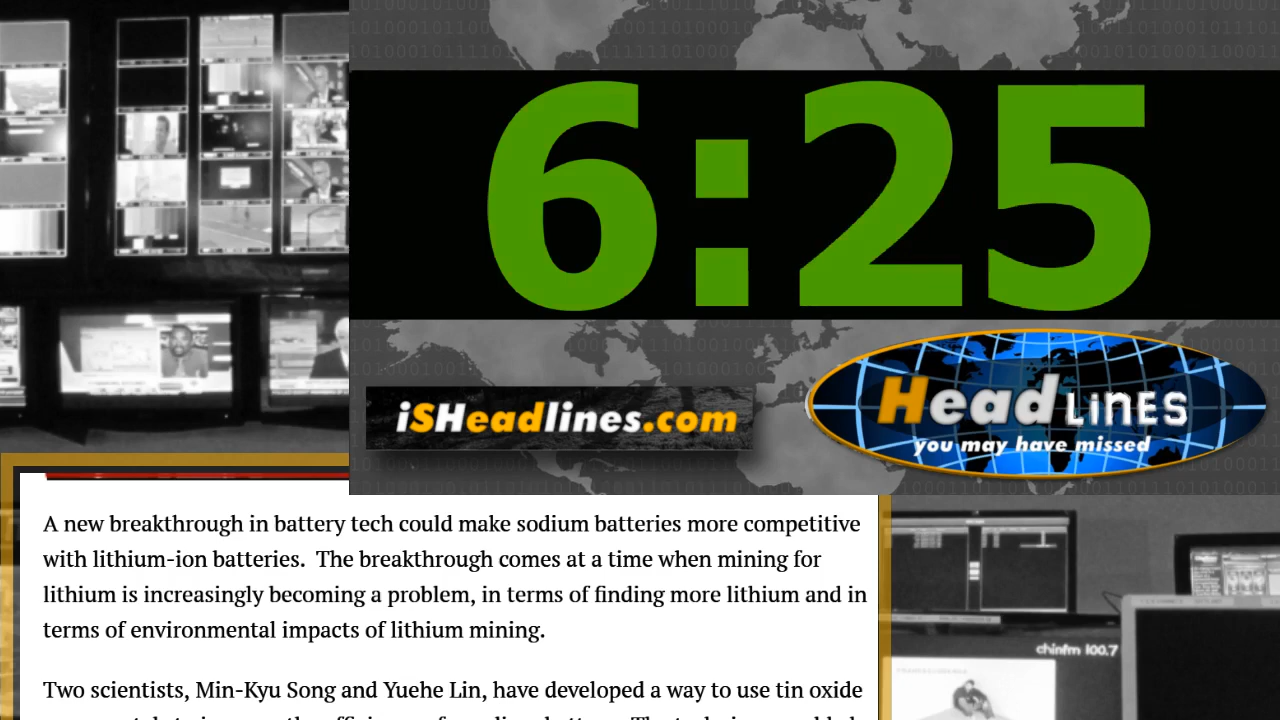 6:25
iSHeadlines.com
HeadLINES
you may have missed
A new breakthrough in battery tech could make sodium batteries more competitive
with lithium-ion batteries.  The breakthrough comes at a time when mining for
lithium is increasingly becoming a problem, in terms of finding more lithium and in
terms of environmental impacts of lithium mining.
chinfm 100.7
Two scientists, Min-Kyu Song and Yuehe Lin, have developed a way to use tin oxide